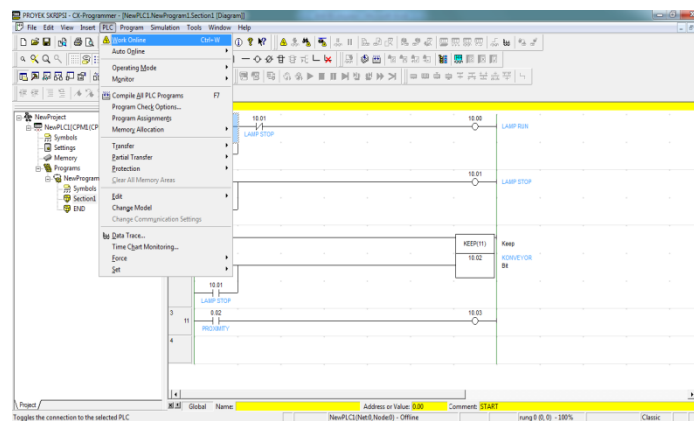 PROYEK SKRIPSI - CX-Programmer - [NewPLC1.NewProgram1.Section1 [Diagram]]
File Edit View Insert PLC Program Simulation Tools Window Help
Work Online Ctrl+W
Auto Online
Operating Mode
Monitor
Compile All PLC Programs F7
Program Check Options...
Program Assignments
Memory Allocation
Transfer
Partial Transfer
Protection
Clear All Memory Areas
Edit
Change Model
Change Communication Settings
Data Trace...
Time Chart Monitoring...
Force
Set
NewProject
NewPLC1[CPM1(CP
Symbols
Settings
Memory
Programs
NewProgram
Symbols
Section1
END
10.01
LAMP STOP
10.00
LAMP RUN
10.01
LAMP STOP
KEEP(11) Keep
10.02 KONVEYOR
Bit
10.01
LAMP STOP
3
11
0.02
PROXIMITY
10.03
4
Project
Global Name: Address or Value: 0.00 Comment: START
Toggles the connection to the selected PLC NewPLC1(Net:0,Node:0) - Offline rung 0 (0, 0) - 100% Classic